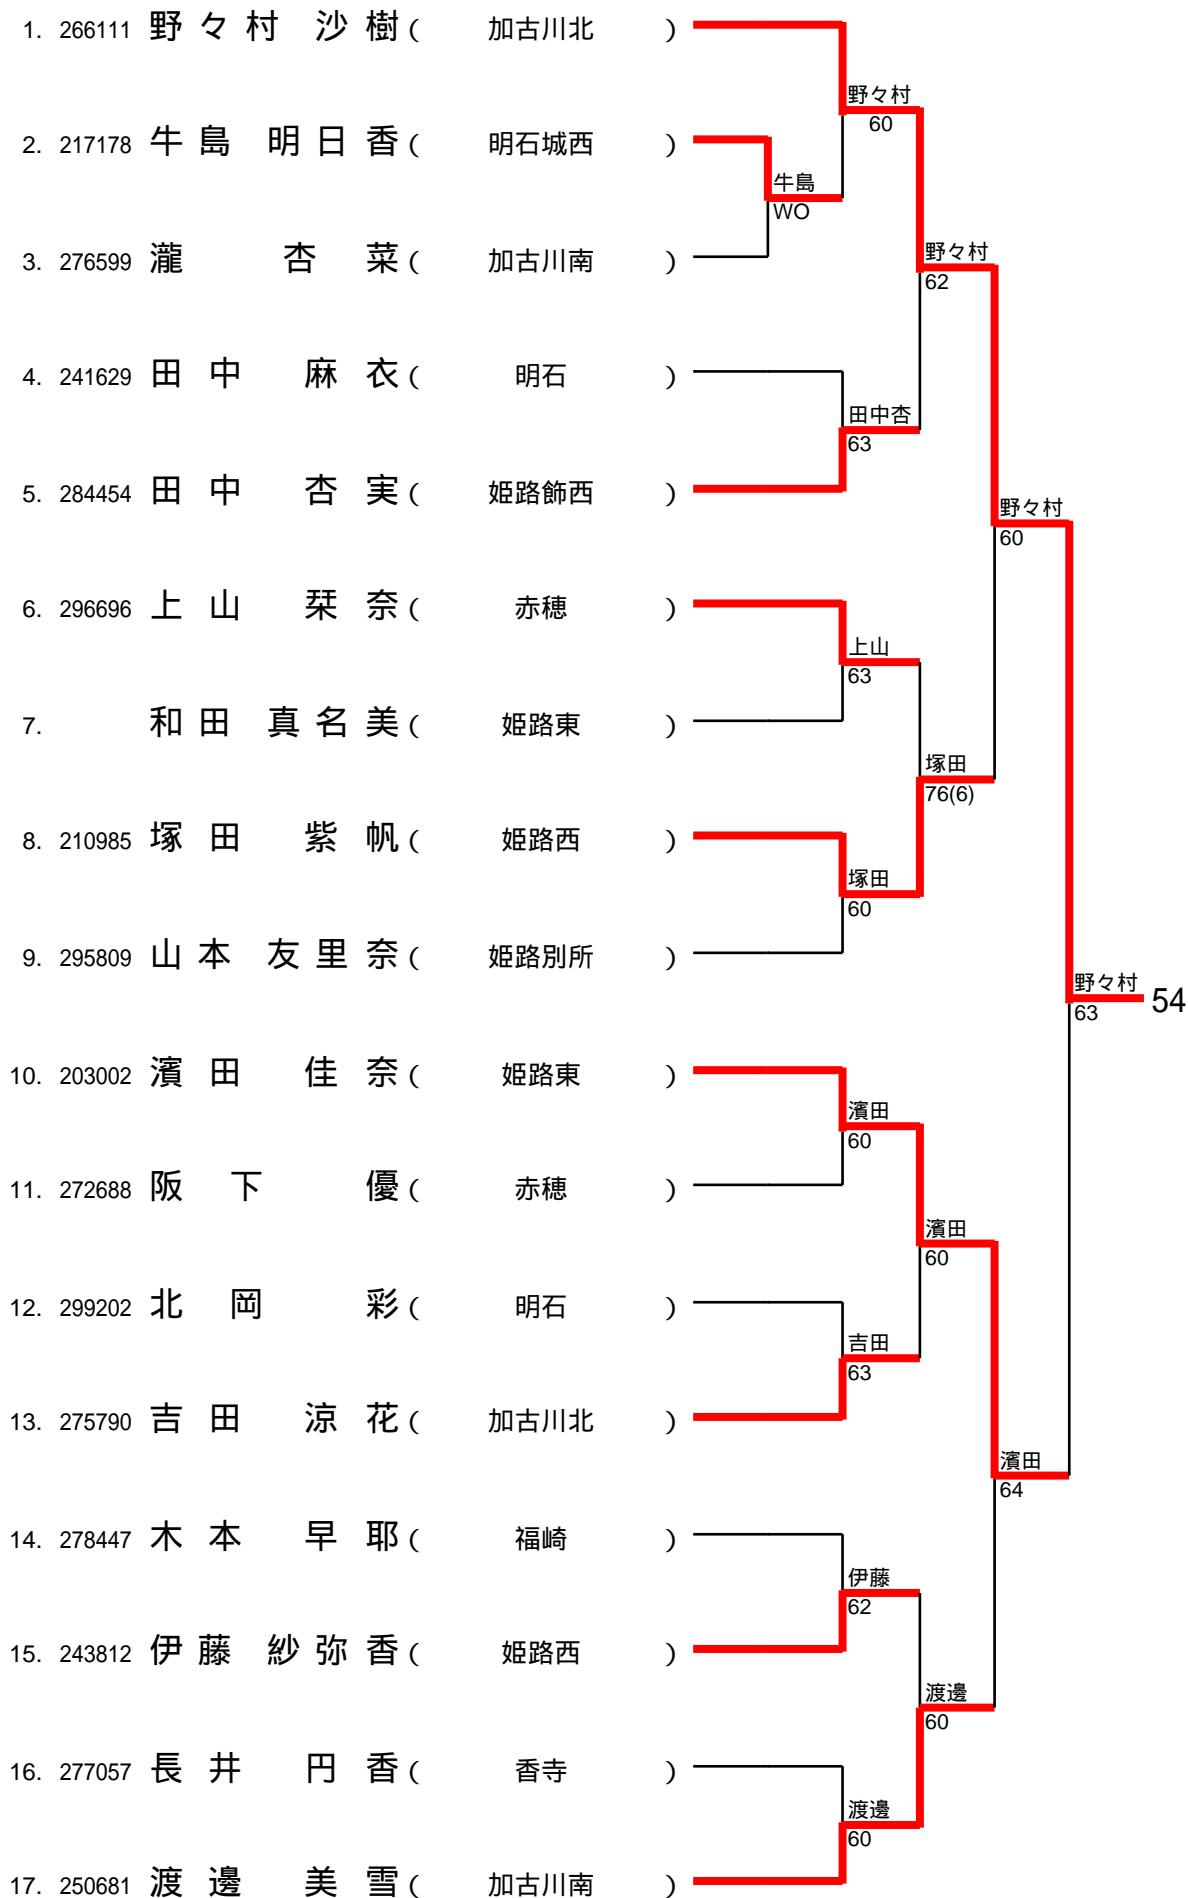 1. 266111 野々村 沙樹 ( 加古川北 )
野々村
60
2. 217178 牛島 明日香 ( 明石城西 )
牛島
WO
3. 276599 瀧 杏菜 ( 加古川南 )
野々村
62
4. 241629 田中 麻衣 ( 明石 )
田中杏
63
5. 284454 田中 杏実 ( 姫路飾西 )
野々村
60
6. 296696 上山 栞奈 ( 赤穂 )
上山
63
7. 和田 真名美 ( 姫路東 )
塚田
76(6)
8. 210985 塚田 紫帆 ( 姫路西 )
塚田
60
9. 295809 山本 友里奈 ( 姫路別所 )
野々村
63
54
10. 203002 濱田 佳奈 ( 姫路東 )
濱田
60
11. 272688 阪下 優 ( 赤穂 )
濱田
60
12. 299202 北岡 彩 ( 明石 )
吉田
63
13. 275790 吉田 涼花 ( 加古川北 )
濱田
64
14. 278447 木本 早耶 ( 福崎 )
伊藤
62
15. 243812 伊藤 紗弥香 ( 姫路西 )
渡邊
60
16. 277057 長井 円香 ( 香寺 )
渡邊
60
17. 250681 渡邊 美雪 ( 加古川南 )